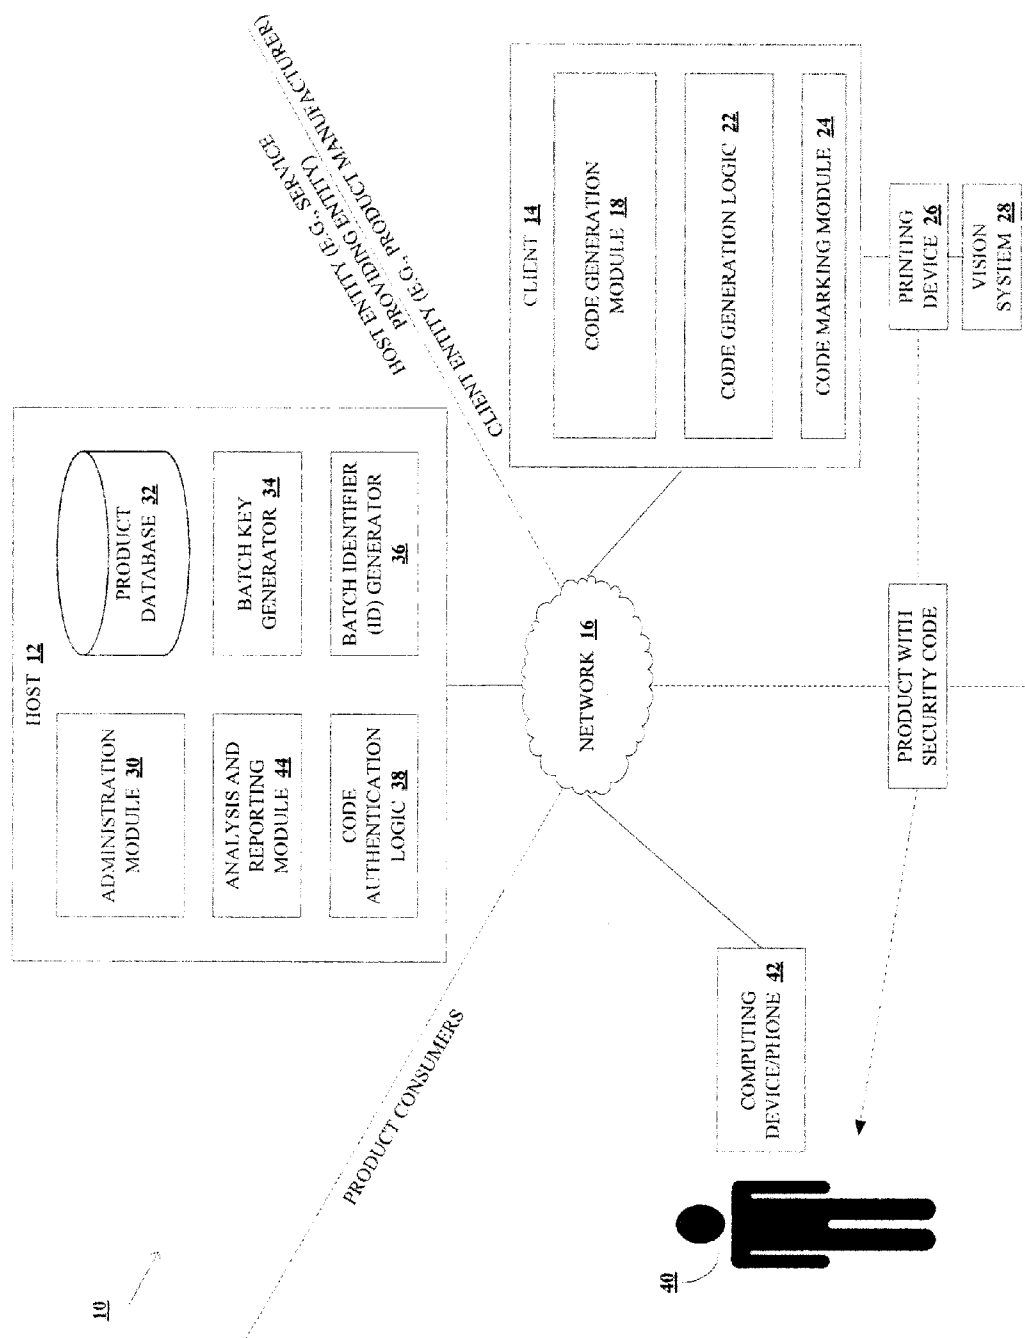 10
HOST 12
ADMINISTRATION
MODULE 30
PRODUCT
DATABASE 32
ANALYSIS AND
REPORTING
MODULE 44
BATCH KEY
GENERATOR 34
CODE
AUTHENTICATION
LOGIC 38
BATCH IDENTIFIER
(ID) GENERATOR
36
HOST ENTITY (E.G., SERVICE
PROVIDING ENTITY)
CLIENT ENTITY (E.G., PRODUCT MANUFACTURER)
PRODUCT CONSUMERS
NETWORK 16
CLIENT 14
CODE GENERATION
MODULE 18
CODE GENERATION LOGIC 22
CODE MARKING MODULE 24
40
COMPUTING
DEVICE/PHONE 42
PRODUCT WITH
SECURITY CODE
PRINTING
DEVICE 26
VISION
SYSTEM 28